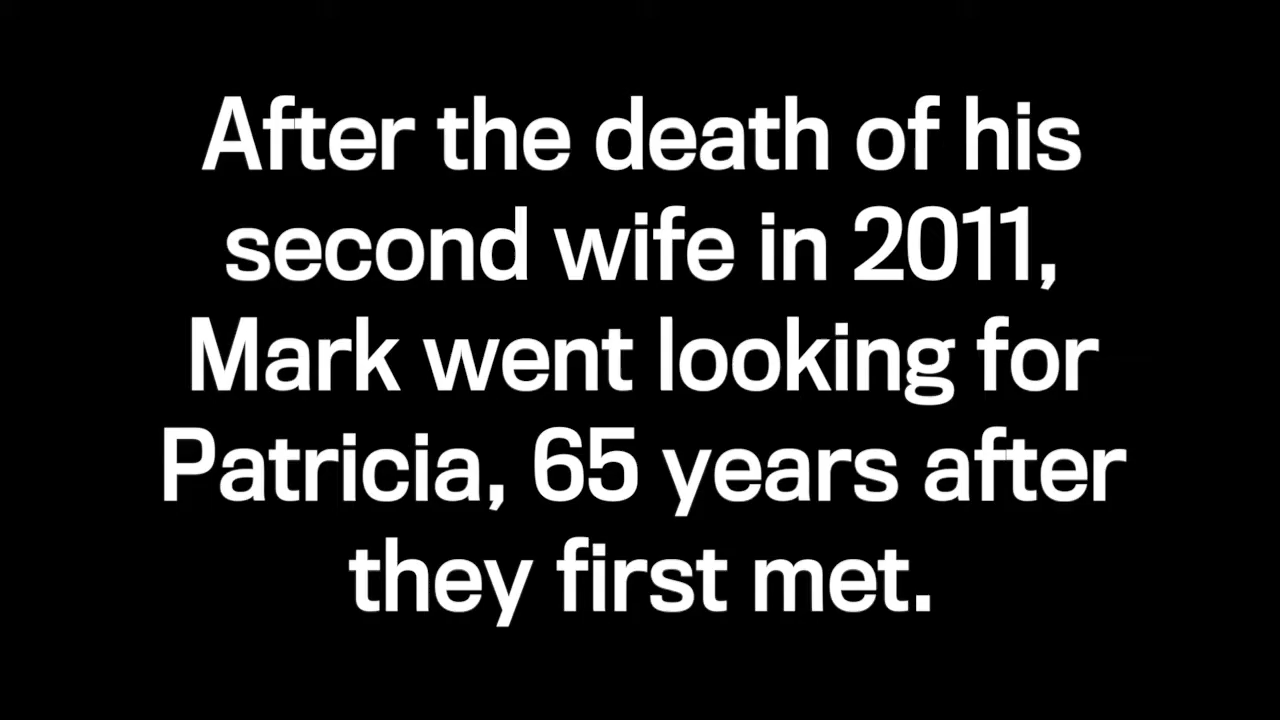 After the death of his
second wife in 2011,
Mark went looking for
Patricia, 65 years after
they first met.